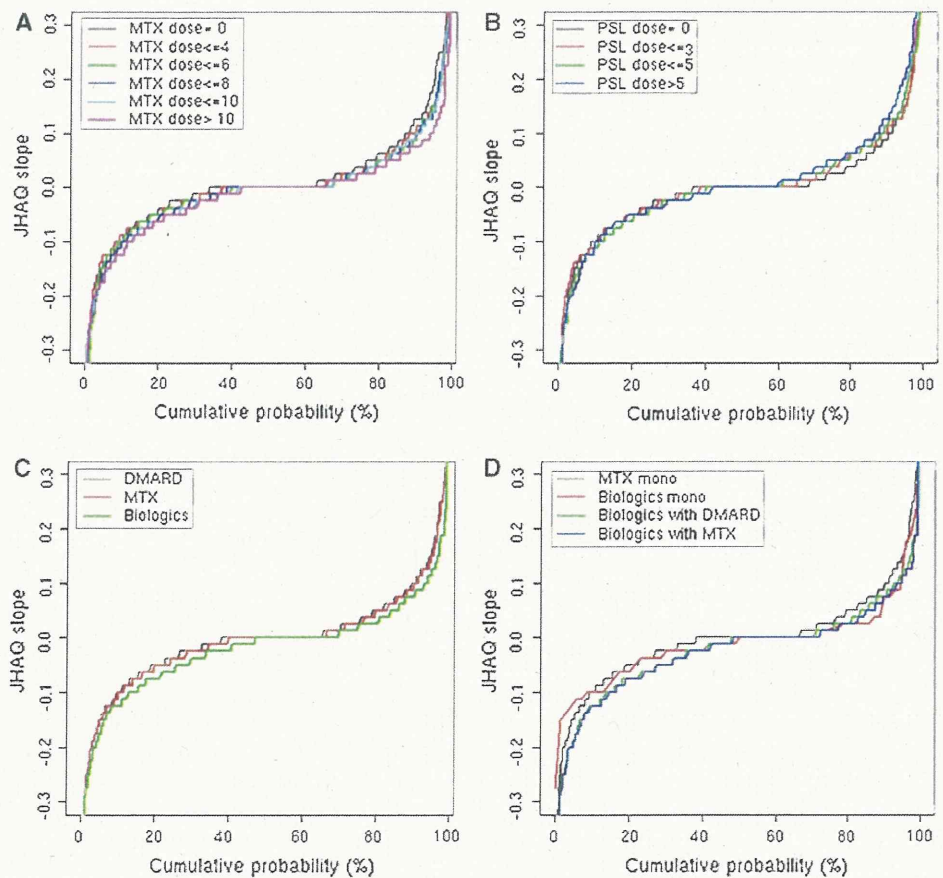 A
MTX dose= 0
MTX dose<=4
MTX dose<=6
MTX dose<=8
MTX dose<=10
MTX dose> 10
JHAQ slope
0.3
0.2
0.1
0.0
-0.1
-0.2
-0.3
0 20 40 60 80 100
Cumulative probability (%)
B
PSL dose= 0
PSL dose<=3
PSL dose<=5
PSL dose>5
JHAQ slope
0.3
0.2
0.1
0.0
-0.1
-0.2
-0.3
0 20 40 60 80 100
Cumulative probability (%)
C
DMARD
MTX
Biologics
JHAQ slope
0.3
0.2
0.1
0.0
-0.1
-0.2
-0.3
0 20 40 60 80 100
Cumulative probability (%)
D
MTX mono
Biologics mono
Biologics with DMARD
Biologics with MTX
JHAQ slope
0.3
0.2
0.1
0.0
-0.1
-0.2
-0.3
0 20 40 60 80 100
Cumulative probability (%)